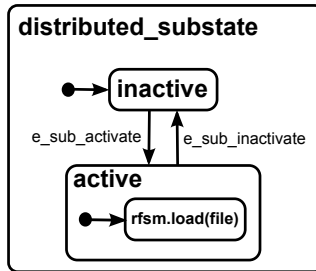 distributed_substate
inactive
e_sub_activate
e_sub_inactivate
active
rfsm.load(file)